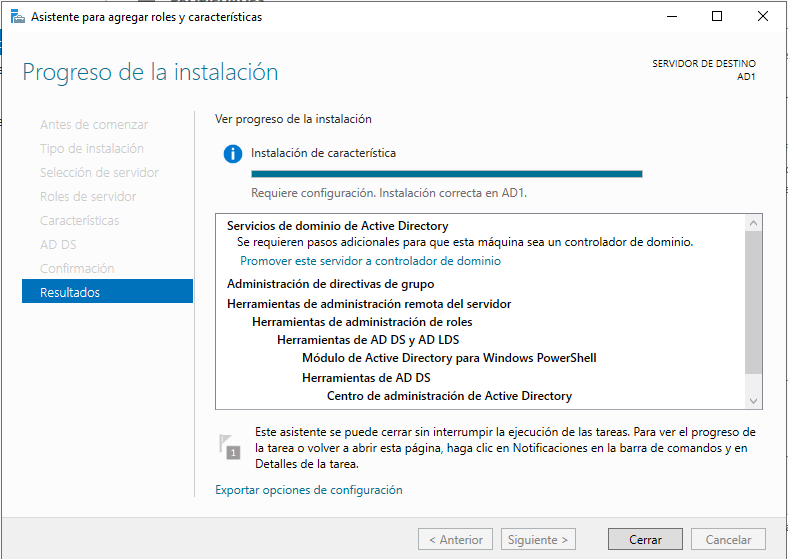 Asistente para agregar roles y características
Progreso de la instalación
SERVIDOR DE DESTINO
AD1
Antes de comenzar
Tipo de instalación
Selección de servidor
Roles de servidor
Características
AD DS
Confirmación
Resultados
Ver progreso de la instalación
Instalación de característica
Requiere configuración. Instalación correcta en AD1.
Servicios de dominio de Active Directory
Se requieren pasos adicionales para que esta máquina sea un controlador de dominio.
Promover este servidor a controlador de dominio
Administración de directivas de grupo
Herramientas de administración remota del servidor
Herramientas de administración de roles
Herramientas de AD DS y AD LDS
Módulo de Active Directory para Windows PowerShell
Herramientas de AD DS
Centro de administración de Active Directory
1
Este asistente se puede cerrar sin interrumpir la ejecución de las tareas. Para ver el progreso de
la tarea o volver a abrir esta página, haga clic en Notificaciones en la barra de comandos y en
Detalles de la tarea.
Exportar opciones de configuración
< Anterior
Siguiente >
Cerrar
Cancelar